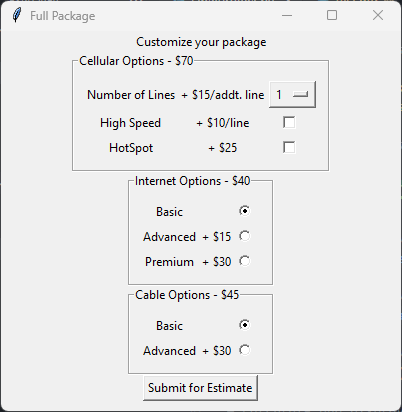 Full Package
Customize your package
Cellular Options - $70
Number of Lines + $15/addt. line 1
High Speed + $10/line
HotSpot + $25
Internet Options - $40
Basic
Advanced + $15
Premium + $30
Cable Options - $45
Basic
Advanced + $30
Submit for Estimate